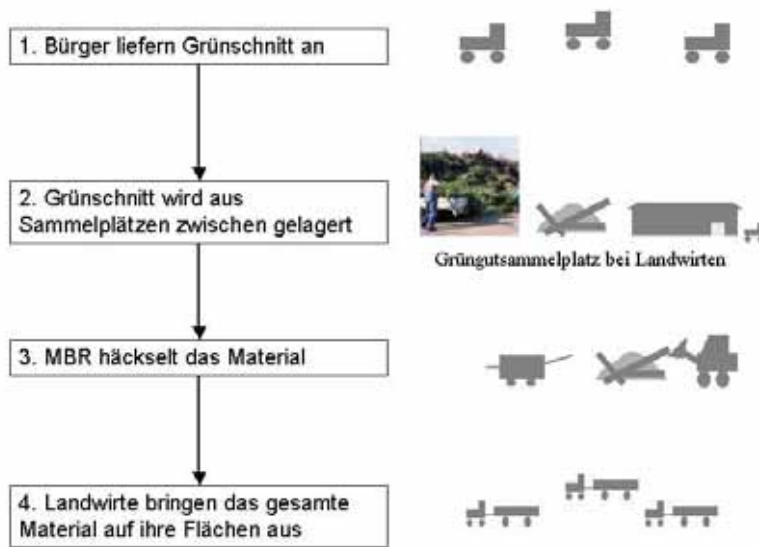 1. Bürger liefern Grünschnitt an
2. Grünschnitt wird aus
Sammelplätzen zwischen gelagert
Grüngutsammelplatz bei Landwirten
3. MBR häckselt das Material
4. Landwirte bringen das gesamte
Material auf ihre Flächen aus